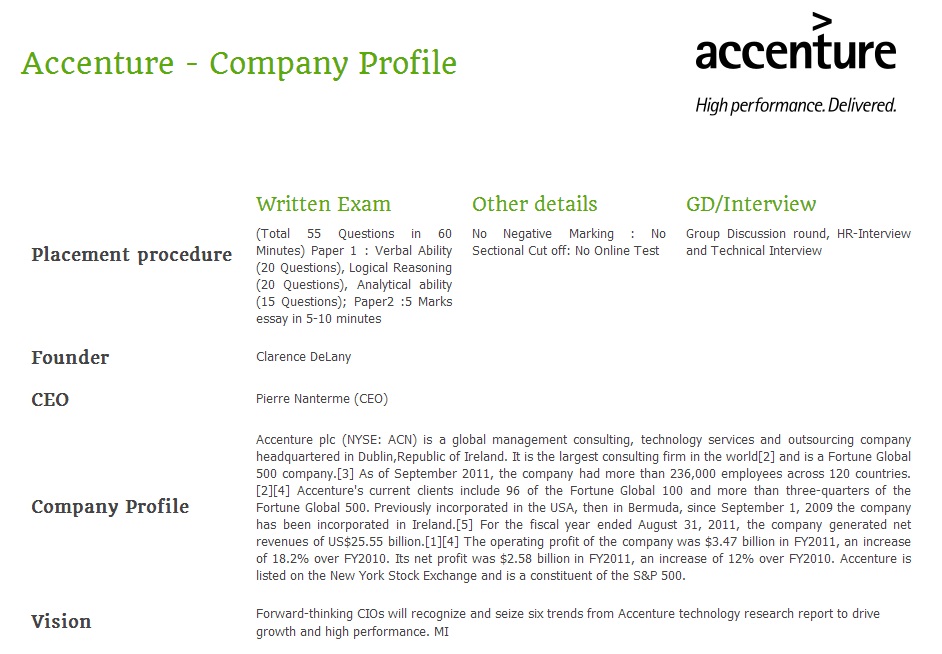 Accenture - Company Profile
>
accenture
High performance. Delivered.
Written Exam
Other details
GD/Interview
Placement procedure
(Total 55 Questions in 60
Minutes) Paper 1 : Verbal Ability
(20 Questions), Logical Reasoning
(20 Questions), Analytical ability
(15 Questions); Paper2 :5 Marks
essay in 5-10 minutes
No Negative Marking : No
Sectional Cut off: No Online Test
Group Discussion round, HR-Interview
and Technical Interview
Founder
Clarence DeLany
CEO
Pierre Nanterme (CEO)
Company Profile
Accenture plc (NYSE: ACN) is a global management consulting, technology services and outsourcing company
headquartered in Dublin,Republic of Ireland. It is the largest consulting firm in the world[2] and is a Fortune Global
500 company.[3] As of September 2011, the company had more than 236,000 employees across 120 countries.
[2][4] Accenture's current clients include 96 of the Fortune Global 100 and more than three-quarters of the
Fortune Global 500. Previously incorporated in the USA, then in Bermuda, since September 1, 2009 the company
has been incorporated in Ireland.[5] For the fiscal year ended August 31, 2011, the company generated net
revenues of US$25.55 billion.[1][4] The operating profit of the company was $3.47 billion in FY2011, an increase
of 18.2% over FY2010. Its net profit was $2.58 billion in FY2011, an increase of 12% over FY2010. Accenture is
listed on the New York Stock Exchange and is a constituent of the S&P 500.
Vision
Forward-thinking CIOs will recognize and seize six trends from Accenture technology research report to drive
growth and high performance. MI